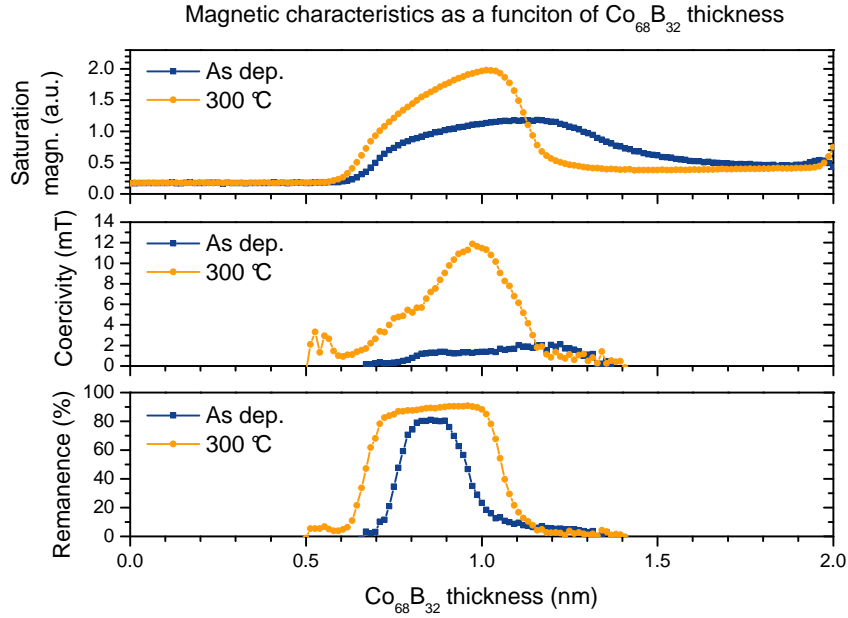 Magnetic characteristics as a funciton of Co68B32 thickness
Saturation
magn. (a.u.)
2.0
1.5
1.0
0.5
0.0
As dep.
300 °C
Coercivity (mT)
14
12
10
8
6
4
2
0
As dep.
300 °C
Remanence (%)
100
80
60
40
20
0
As dep.
300 °C
0.0 0.5 1.0 1.5 2.0
Co68B32 thickness (nm)